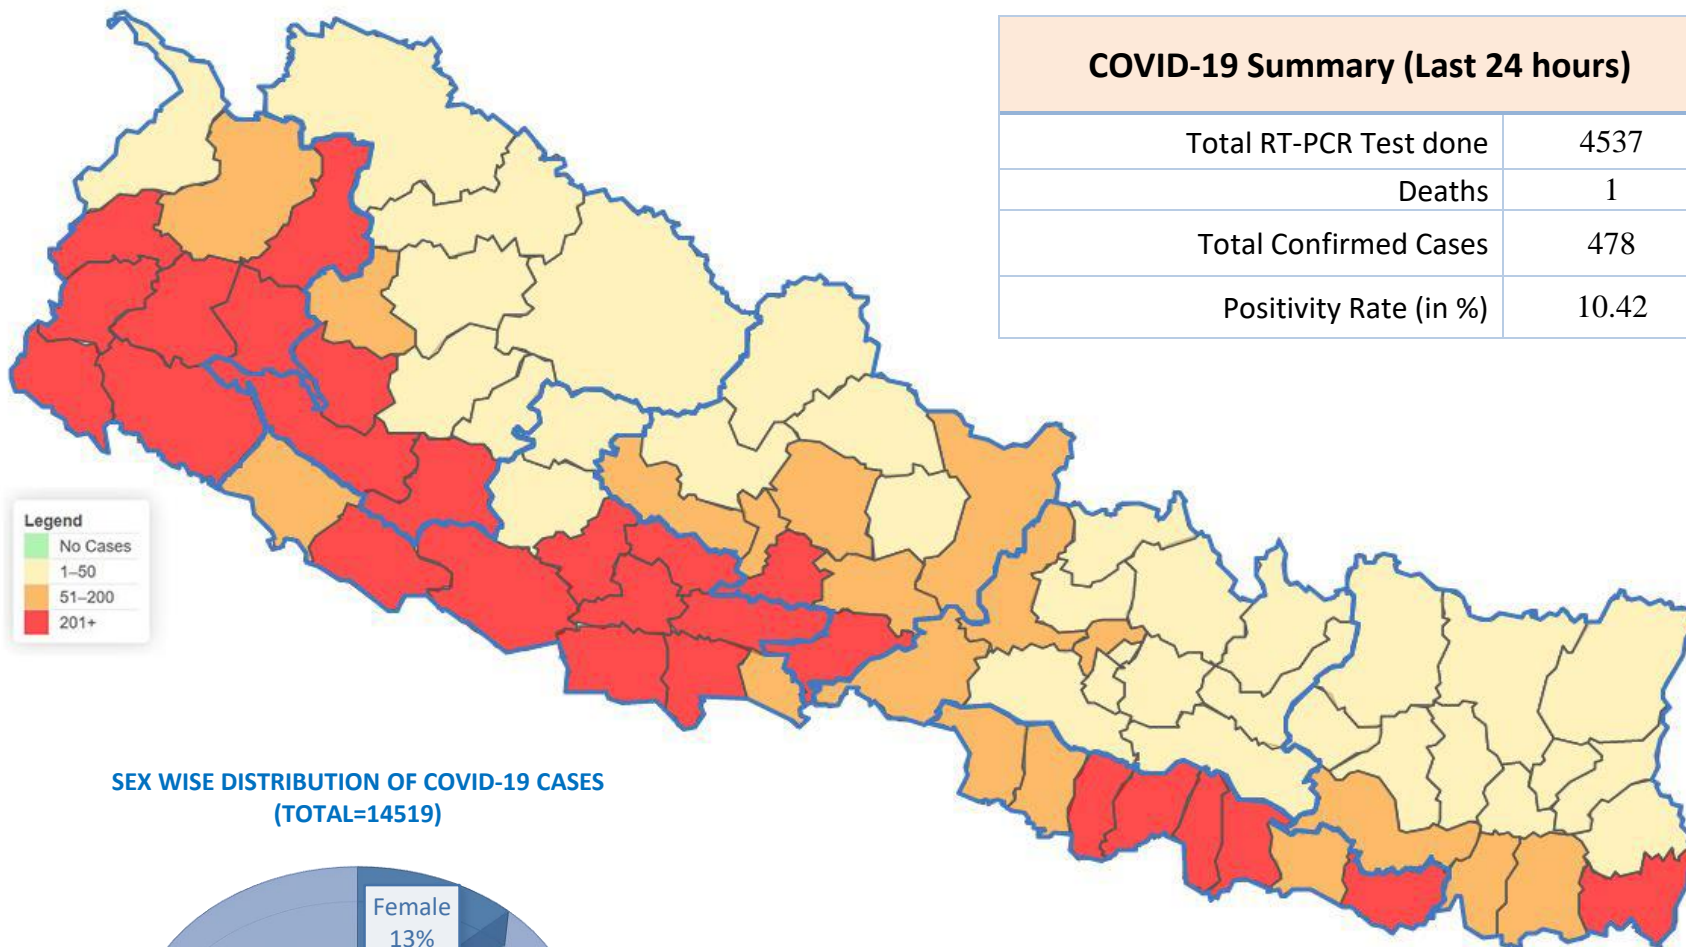 COVID-19 Summary (Last 24 hours)
Total RT-PCR Test done 4537
Deaths 1
Total Confirmed Cases 478
Positivity Rate (in %) 10.42
Legend
No Cases
1–50
51–200
201+
SEX WISE DISTRIBUTION OF COVID-19 CASES
(TOTAL=14519)
Female
13%